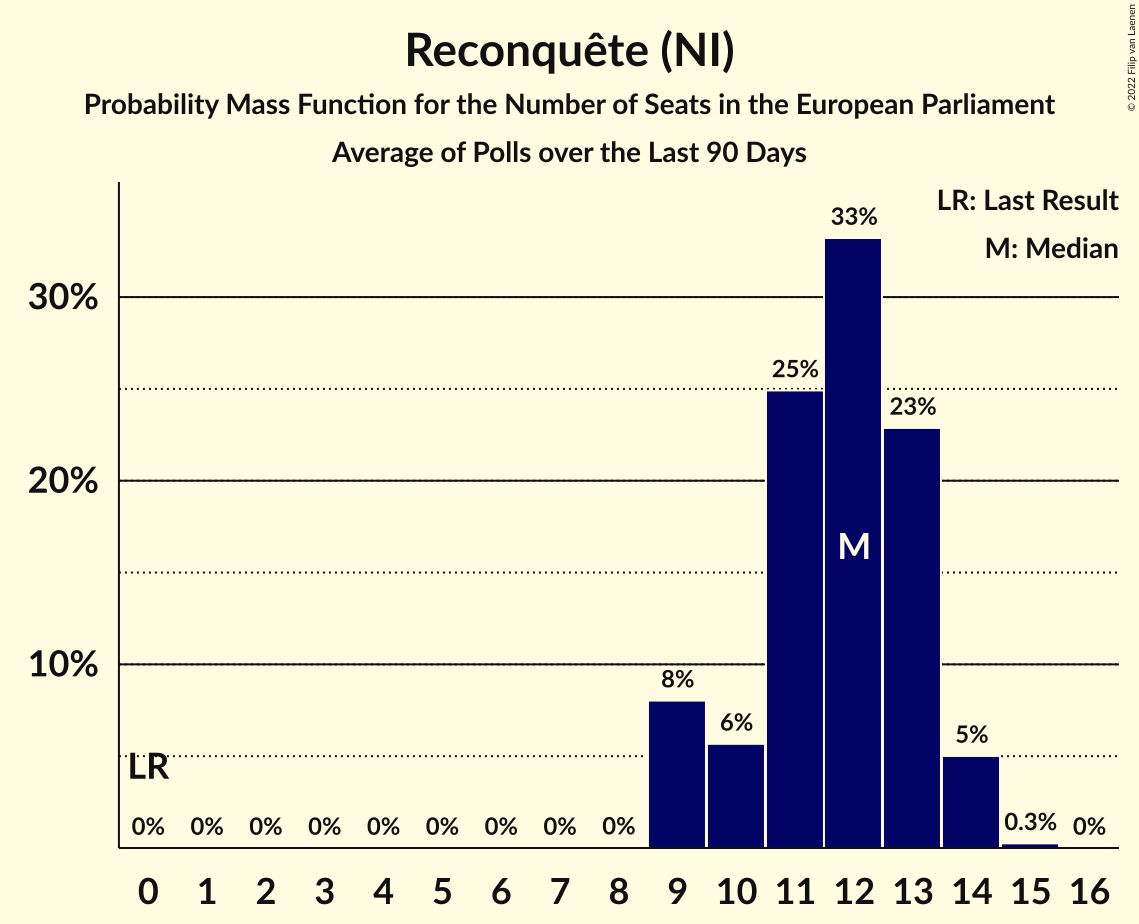 Reconquête (NI)
Probability Mass Function for the Number of Seats in the European Parliament
Average of Polls over the Last 90 Days
© 2022 Filip van Laenen
LR: Last Result
M: Median
33%
30%
25%
23%
20%
M
10%
8%
6%
5%
LR
0% 0% 0% 0% 0% 0% 0% 0% 0% 0.3% 0%
0 1 2 3 4 5 6 7 8 9 10 11 12 13 14 15 16